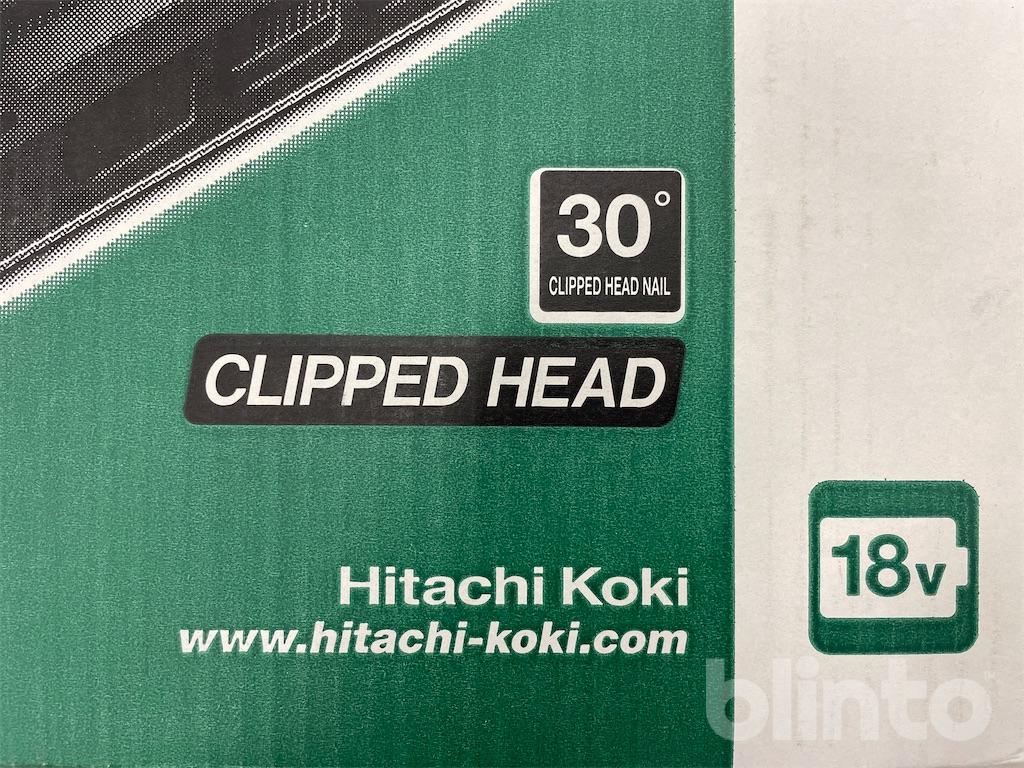 30°
CLIPPED HEAD NAIL
CLIPPED HEAD
18v
Hitachi Koki
www.hitachi-koki.com
blinto